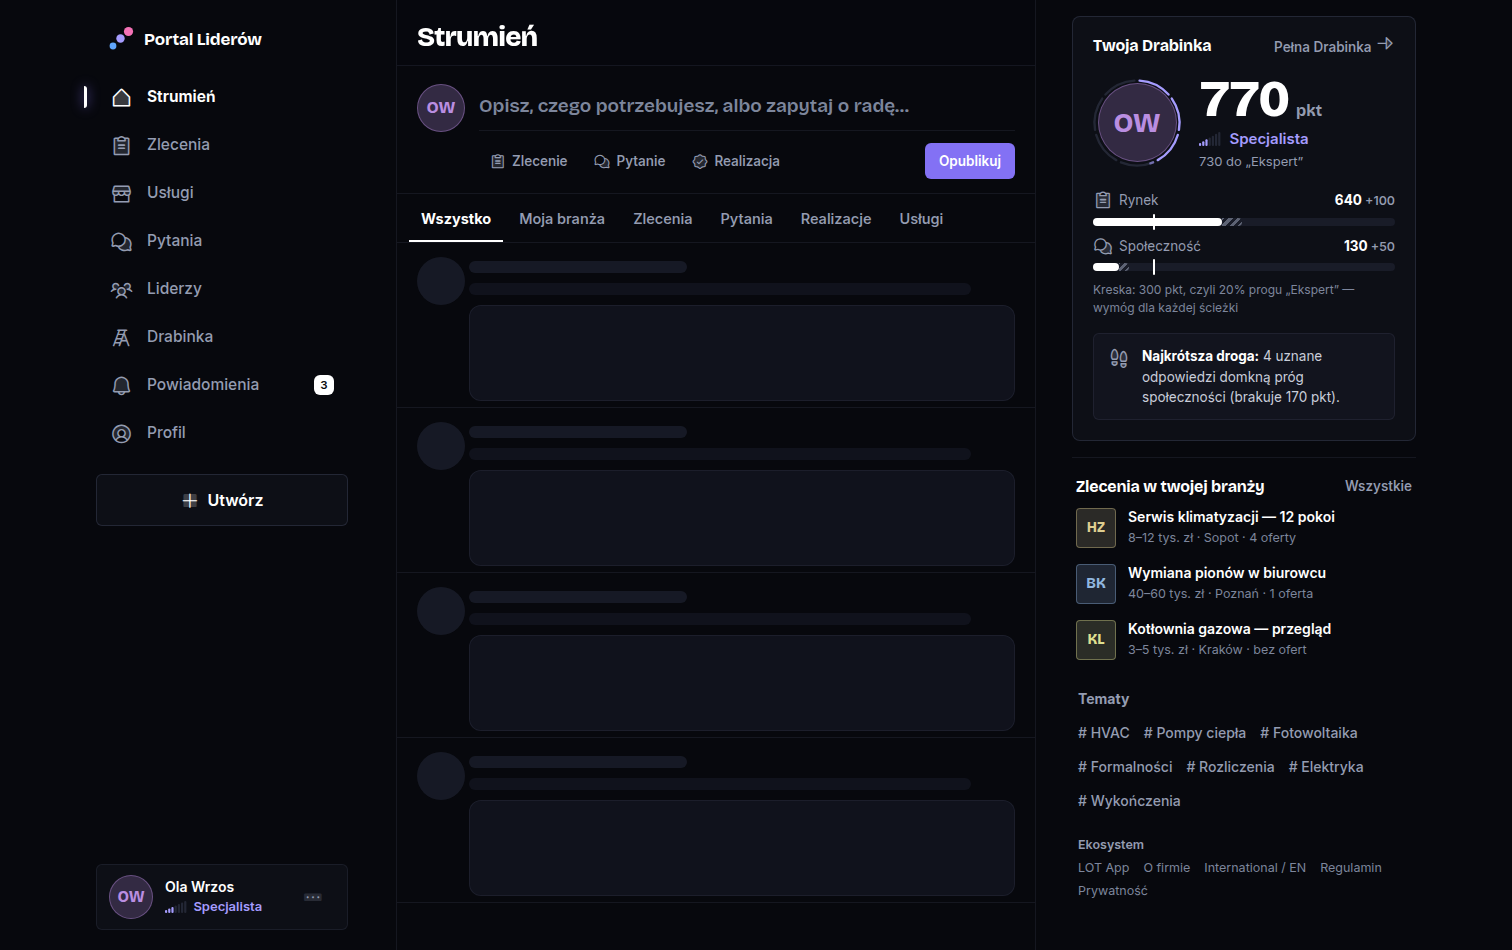 Portal Liderów
Strumień
Zlecenia
Usługi
Pytania
Liderzy
Drabinka
Powiadomienia 3
Profil
Utwórz
OW Ola Wrzos
Specjalista
Strumień
OW Opisz, czego potrzebujesz, albo zapytaj o radę...
Zlecenie Pytanie Realizacja Opublikuj
Wszystko Moja branża Zlecenia Pytania Realizacje Usługi
Twoja Drabinka Pełna Drabinka
OW 770 pkt
Specjalista
730 do „Ekspert”
Rynek 640 +100
Społeczność 130 +50
Kreska: 300 pkt, czyli 20% progu „Ekspert” —
wymóg dla każdej ścieżki
Najkrótsza droga: 4 uznane
odpowiedzi domkną próg
społeczności (brakuje 170 pkt).
Zlecenia w twojej branży Wszystkie
HZ Serwis klimatyzacji — 12 pokoi
8–12 tys. zł · Sopot · 4 oferty
BK Wymiana pionów w biurowcu
40–60 tys. zł · Poznań · 1 oferta
KL Kotłownia gazowa — przegląd
3–5 tys. zł · Kraków · bez ofert
Tematy
# HVAC # Pompy ciepła # Fotowoltaika
# Formalności # Rozliczenia # Elektryka
# Wykończenia
Ekosystem
LOT App O firmie International / EN Regulamin
Prywatność